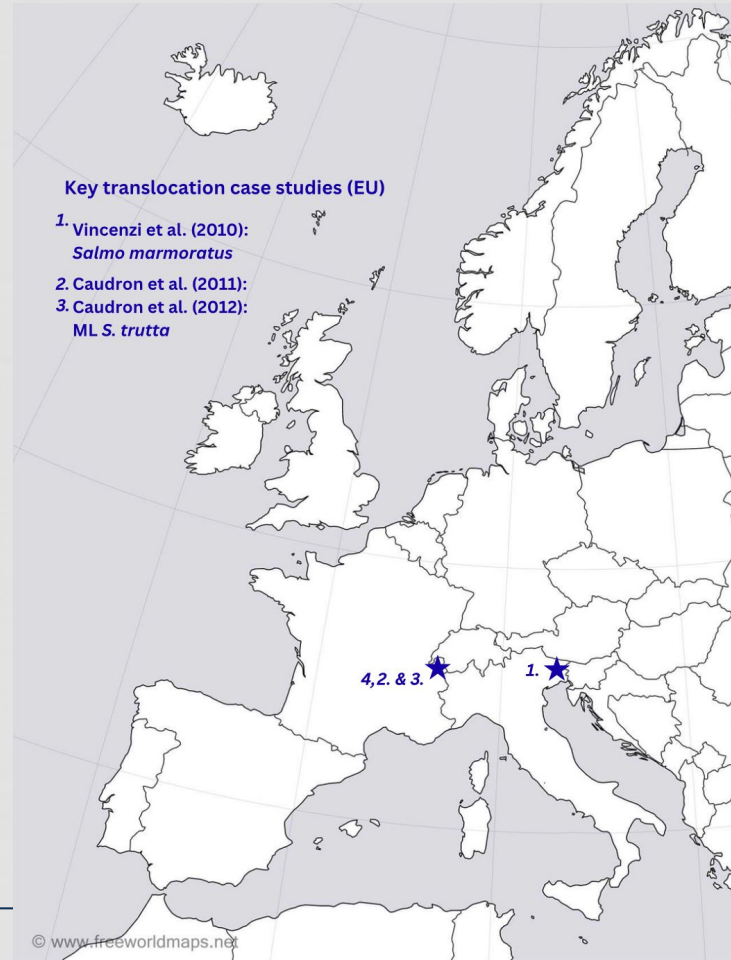 Key translocation case studies (EU)
1. Vincenzi et al. (2010):
Salmo marmoratus
2. Caudron et al. (2011):
3. Caudron et al. (2012):
ML S. trutta
4,2. & 3.
1.
© www.freeworldmaps.net